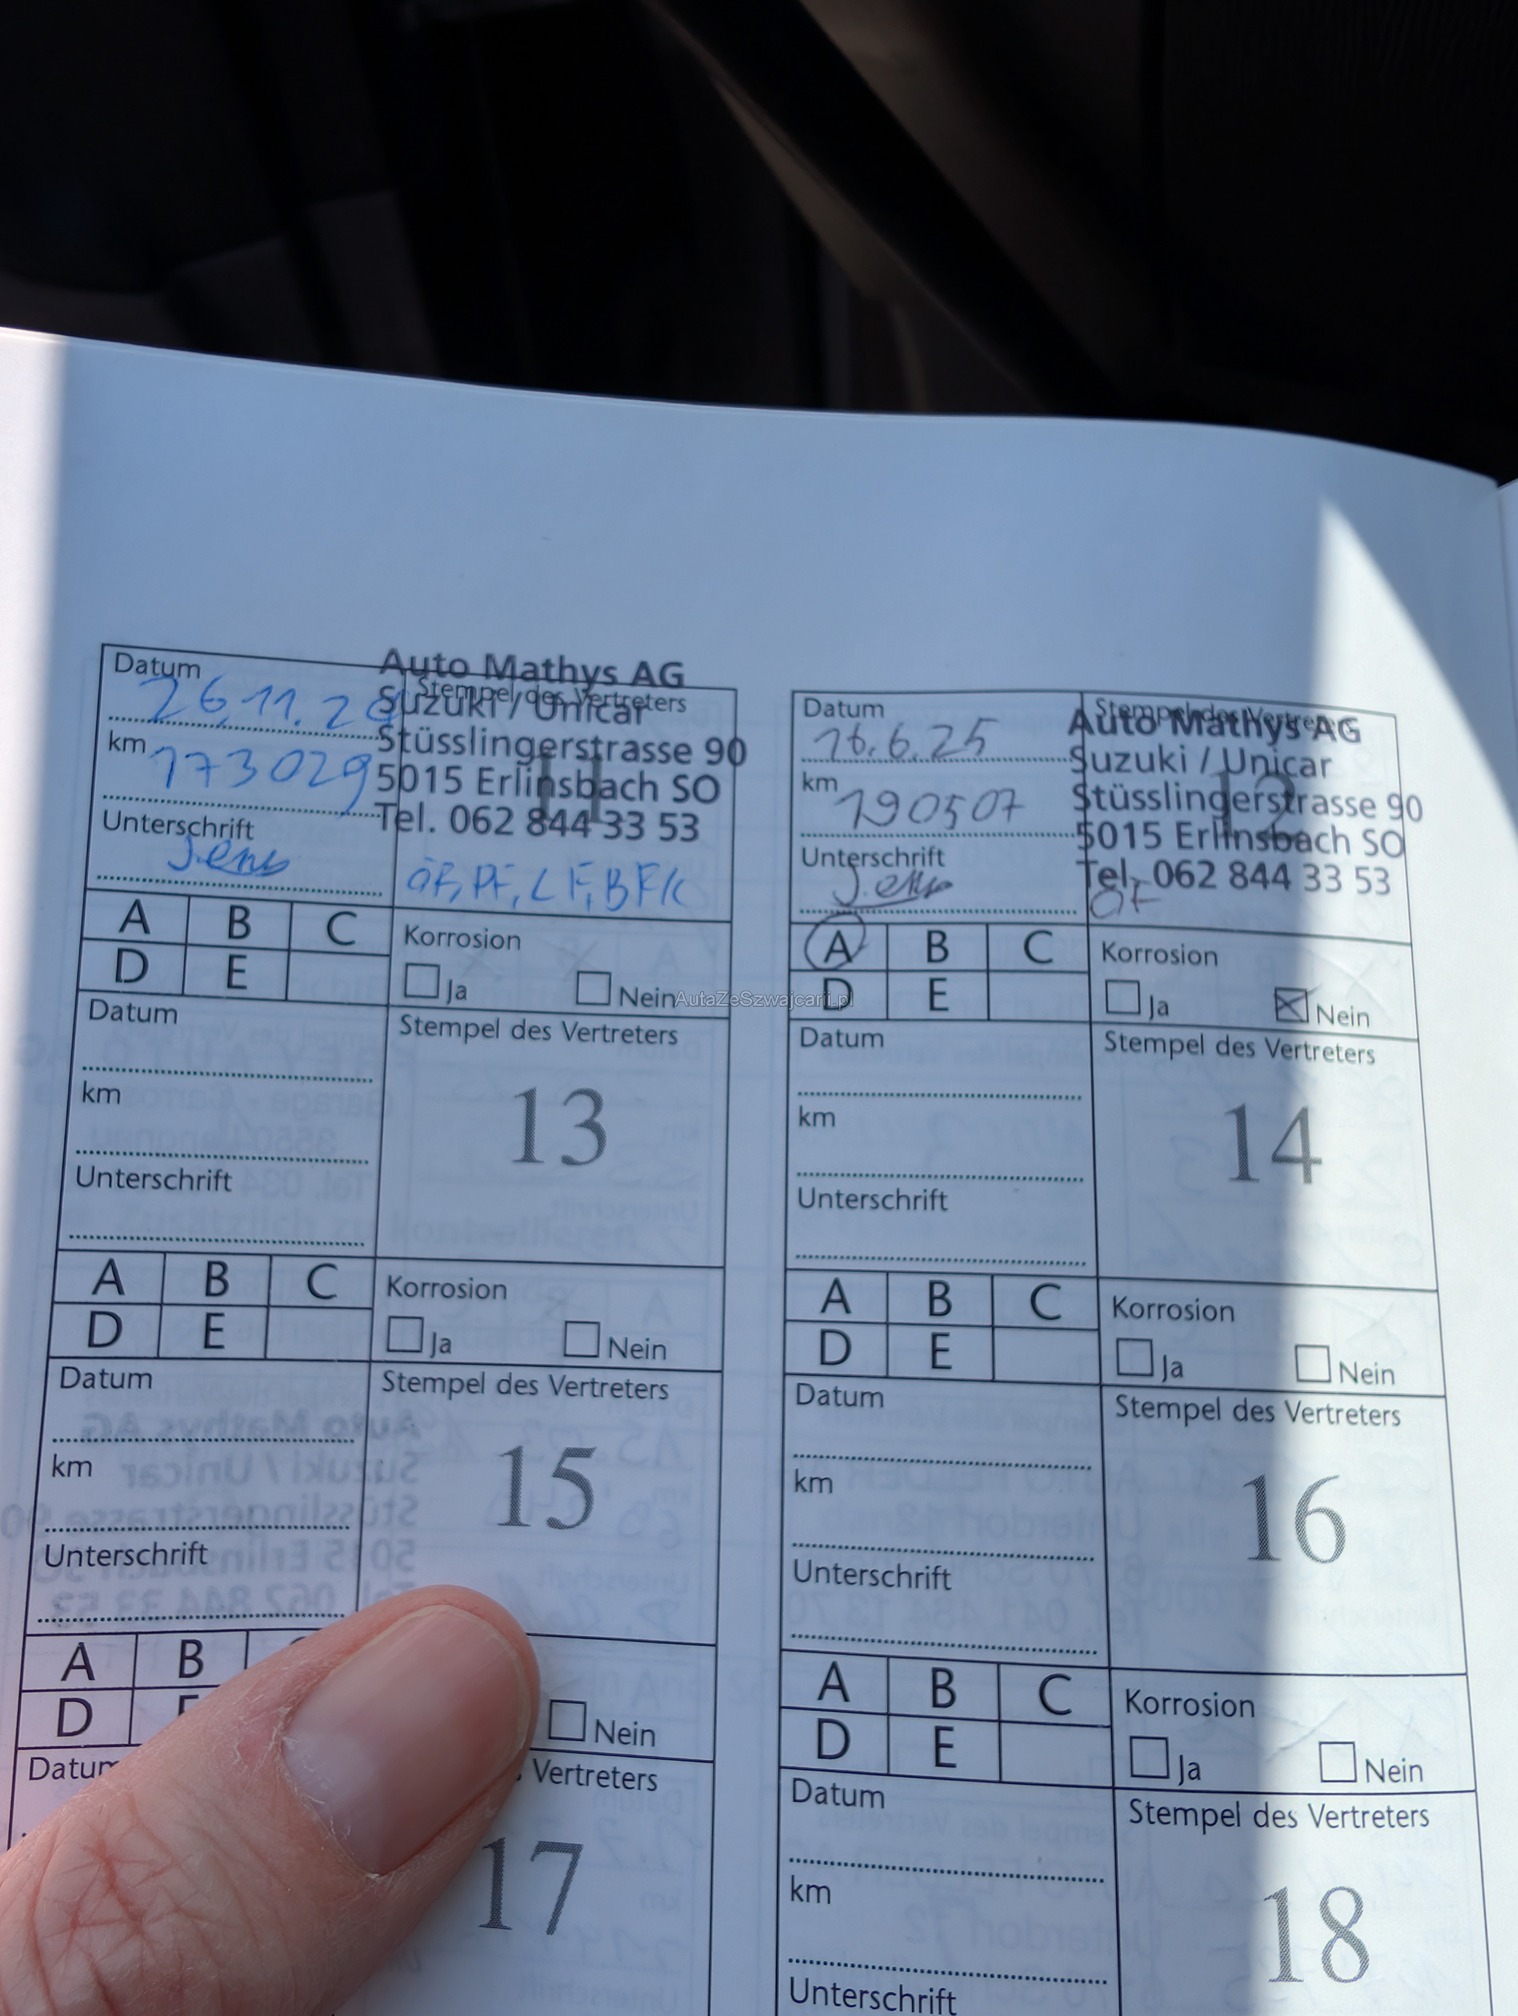 Datum
26.11.2
Auto Mathys AG
Stempel des Vertreters
Suzuki / Unicar
km
173029
Stüsslingerstrasse 90
11
5015 Erlinsbach SO
Unterschrift
Tel. 062 844 33 53
Jens
ÖF, PF, LF, BFK
A B C
D E
Korrosion
Ja Nein
Datum
16.6.25
Stempel des Vertreters
Auto Mathys AG
Suzuki / Unicar
km
190507
12
Stüsslingerstrasse 90
5015 Erlinsbach SO
Unterschrift
Tel. 062 844 33 53
Jens
ÖF
A B C
D E
Korrosion
Ja Nein
AutaZeSzwajcarii.pl
Datum
Stempel des Vertreters
km
13
Unterschrift
A B C
D E
Korrosion
Ja Nein
Datum
Stempel des Vertreters
km
14
Unterschrift
A B C
D E
Korrosion
Ja Nein
Datum
Stempel des Vertreters
km
15
Unterschrift
A B
D
Nein
Datum
Stempel des Vertreters
km
16
Unterschrift
A B C
D E
Korrosion
Ja Nein
Vertreters
17
Datum
Stempel des Vertreters
km
18
Unterschrift